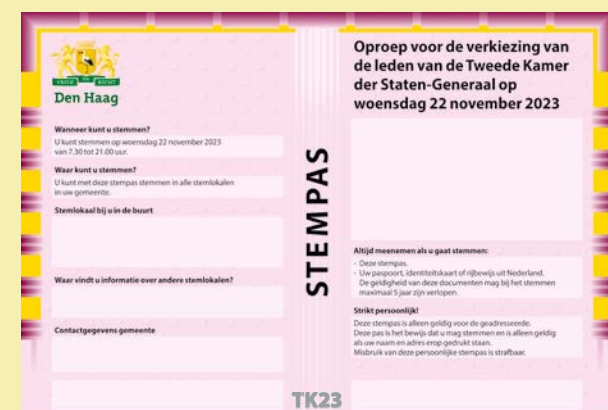 VREDE EN RECHT
Den Haag
Wanneer kunt u stemmen?
U kunt stemmen op woensdag 22 november 2023
van 7.30 tot 21.00 uur.
Waar kunt u stemmen?
U kunt met deze stempas stemmen in alle stemlokalen
in uw gemeente.
Stemlokaal bij u in de buurt
Waar vindt u informatie over andere stemlokalen?
Contactgegevens gemeente
STEMPAS
Oproep voor de verkiezing van
de leden van de Tweede Kamer
der Staten-Generaal op
woensdag 22 november 2023
Altijd meenemen als u gaat stemmen:
- Deze stempas.
- Uw paspoort, identiteitskaart of rijbewijs uit Nederland.
De geldigheid van deze documenten mag bij het stemmen
maximaal 5 jaar zijn verlopen.
Strikt persoonlijk!
Deze stempas is alleen geldig voor de geadresseerde.
Deze pas is het bewijs dat u mag stemmen en is alleen geldig
als uw naam en adres erop gedrukt staan.
Misbruik van deze persoonlijke stempas is strafbaar.
TK23